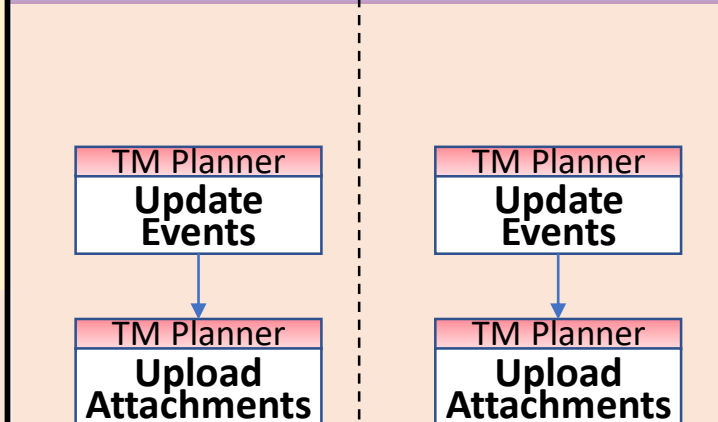 TM Planner
Update
Events
TM Planner
Upload
Attachments
TM Planner
Update
Events
TM Planner
Upload
Attachments